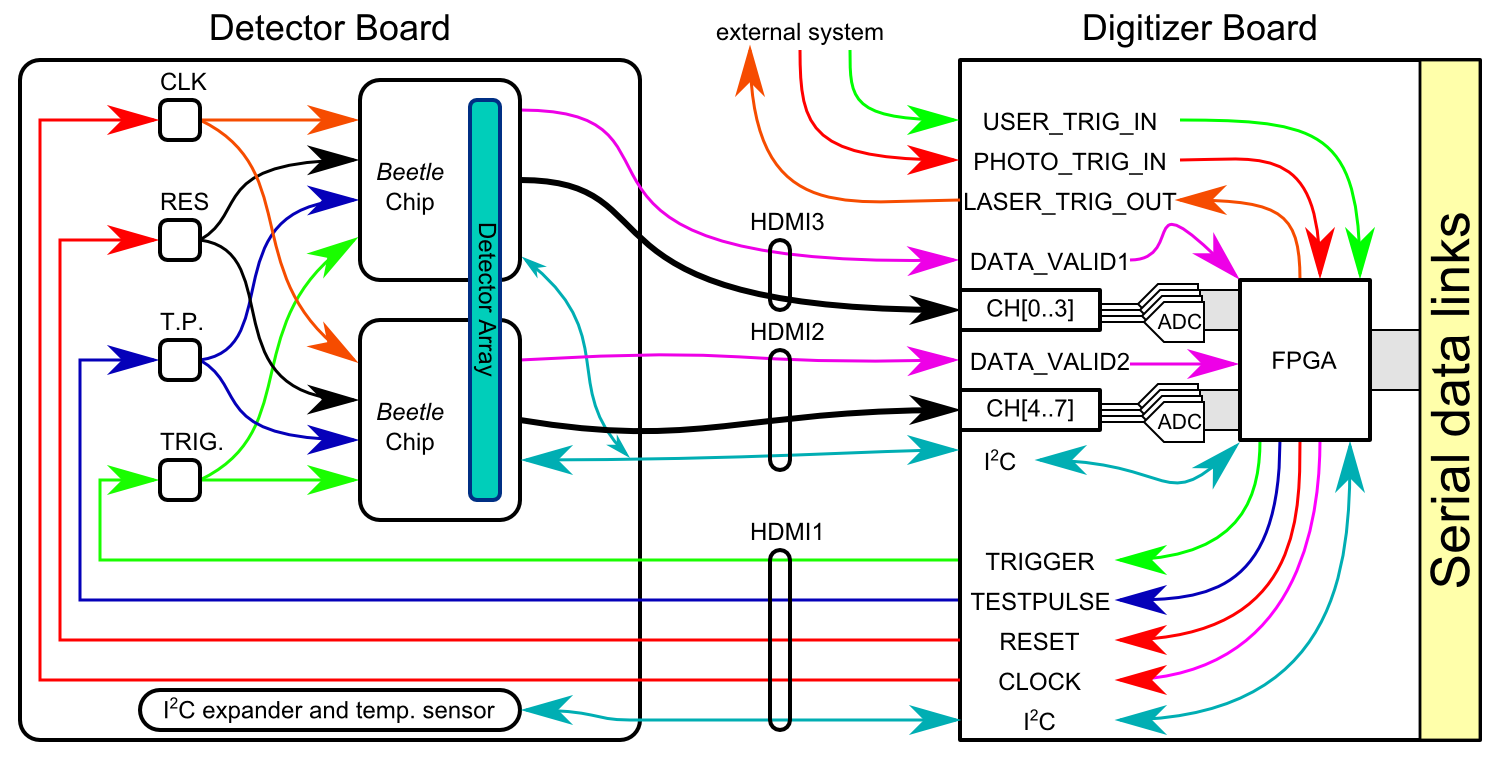 Detector Board
external system
Digitizer Board
CLK
RES
T.P.
TRIG.
Beetle
Chip
Beetle
Chip
Detector Array
I²C expander and temp. sensor
HDMI3
HDMI2
HDMI1
USER_TRIG_IN
PHOTO_TRIG_IN
LASER_TRIG_OUT
DATA_VALID1
CH[0..3]
ADC
DATA_VALID2
CH[4..7]
ADC
I²C
FPGA
TRIGGER
TESTPULSE
RESET
CLOCK
I²C
Serial data links